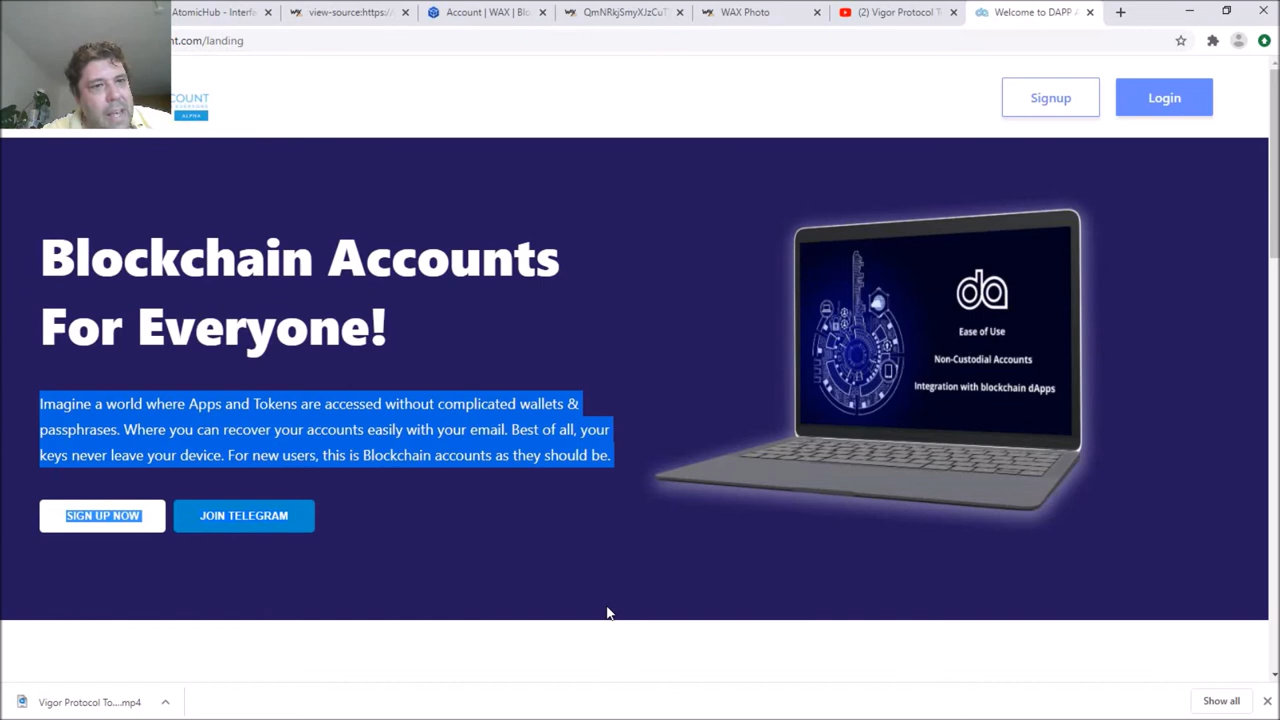 AtomicHub - Interfa
view-source:https://
Account | WAX | Blo
QmNRkjSmyXJzCuT
WAX Photo
(2) Vigor Protocol T
Welcome to DAPP A
nt.com/landing
COUNT
ALPHA
Signup
Login
Blockchain Accounts
For Everyone!
Imagine a world where Apps and Tokens are accessed without complicated wallets &
passphrases. Where you can recover your accounts easily with your email. Best of all, your
keys never leave your device. For new users, this is Blockchain accounts as they should be.
SIGN UP NOW
JOIN TELEGRAM
da
Ease of Use
Non-Custodial Accounts
Integration with blockchain dApps
Vigor Protocol To....mp4
Show all